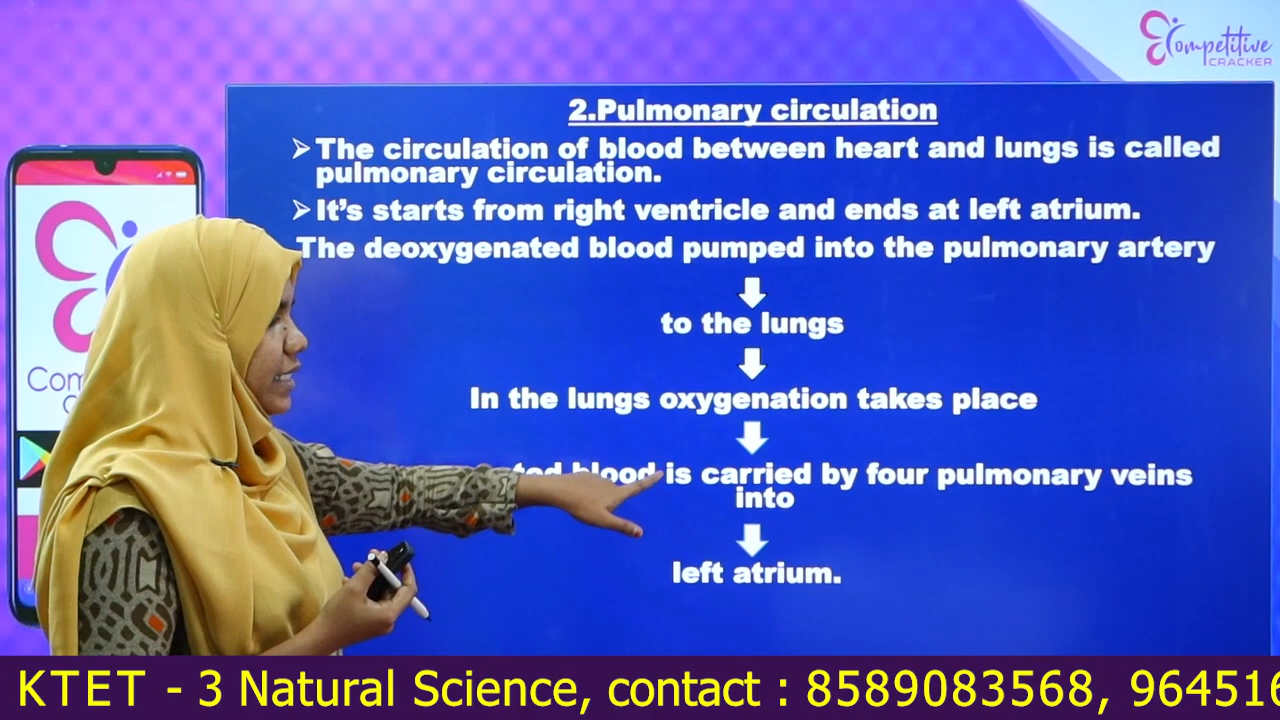 Competitive
CRACKER
2.Pulmonary circulation
➢The circulation of blood between heart and lungs is called
pulmonary circulation.
➢It's starts from right ventricle and ends at left atrium.
The deoxygenated blood pumped into the pulmonary artery
to the lungs
In the lungs oxygenation takes place
blood is carried by four pulmonary veins
into
left atrium.
KTET - 3 Natural Science, contact : 8589083568, 964516